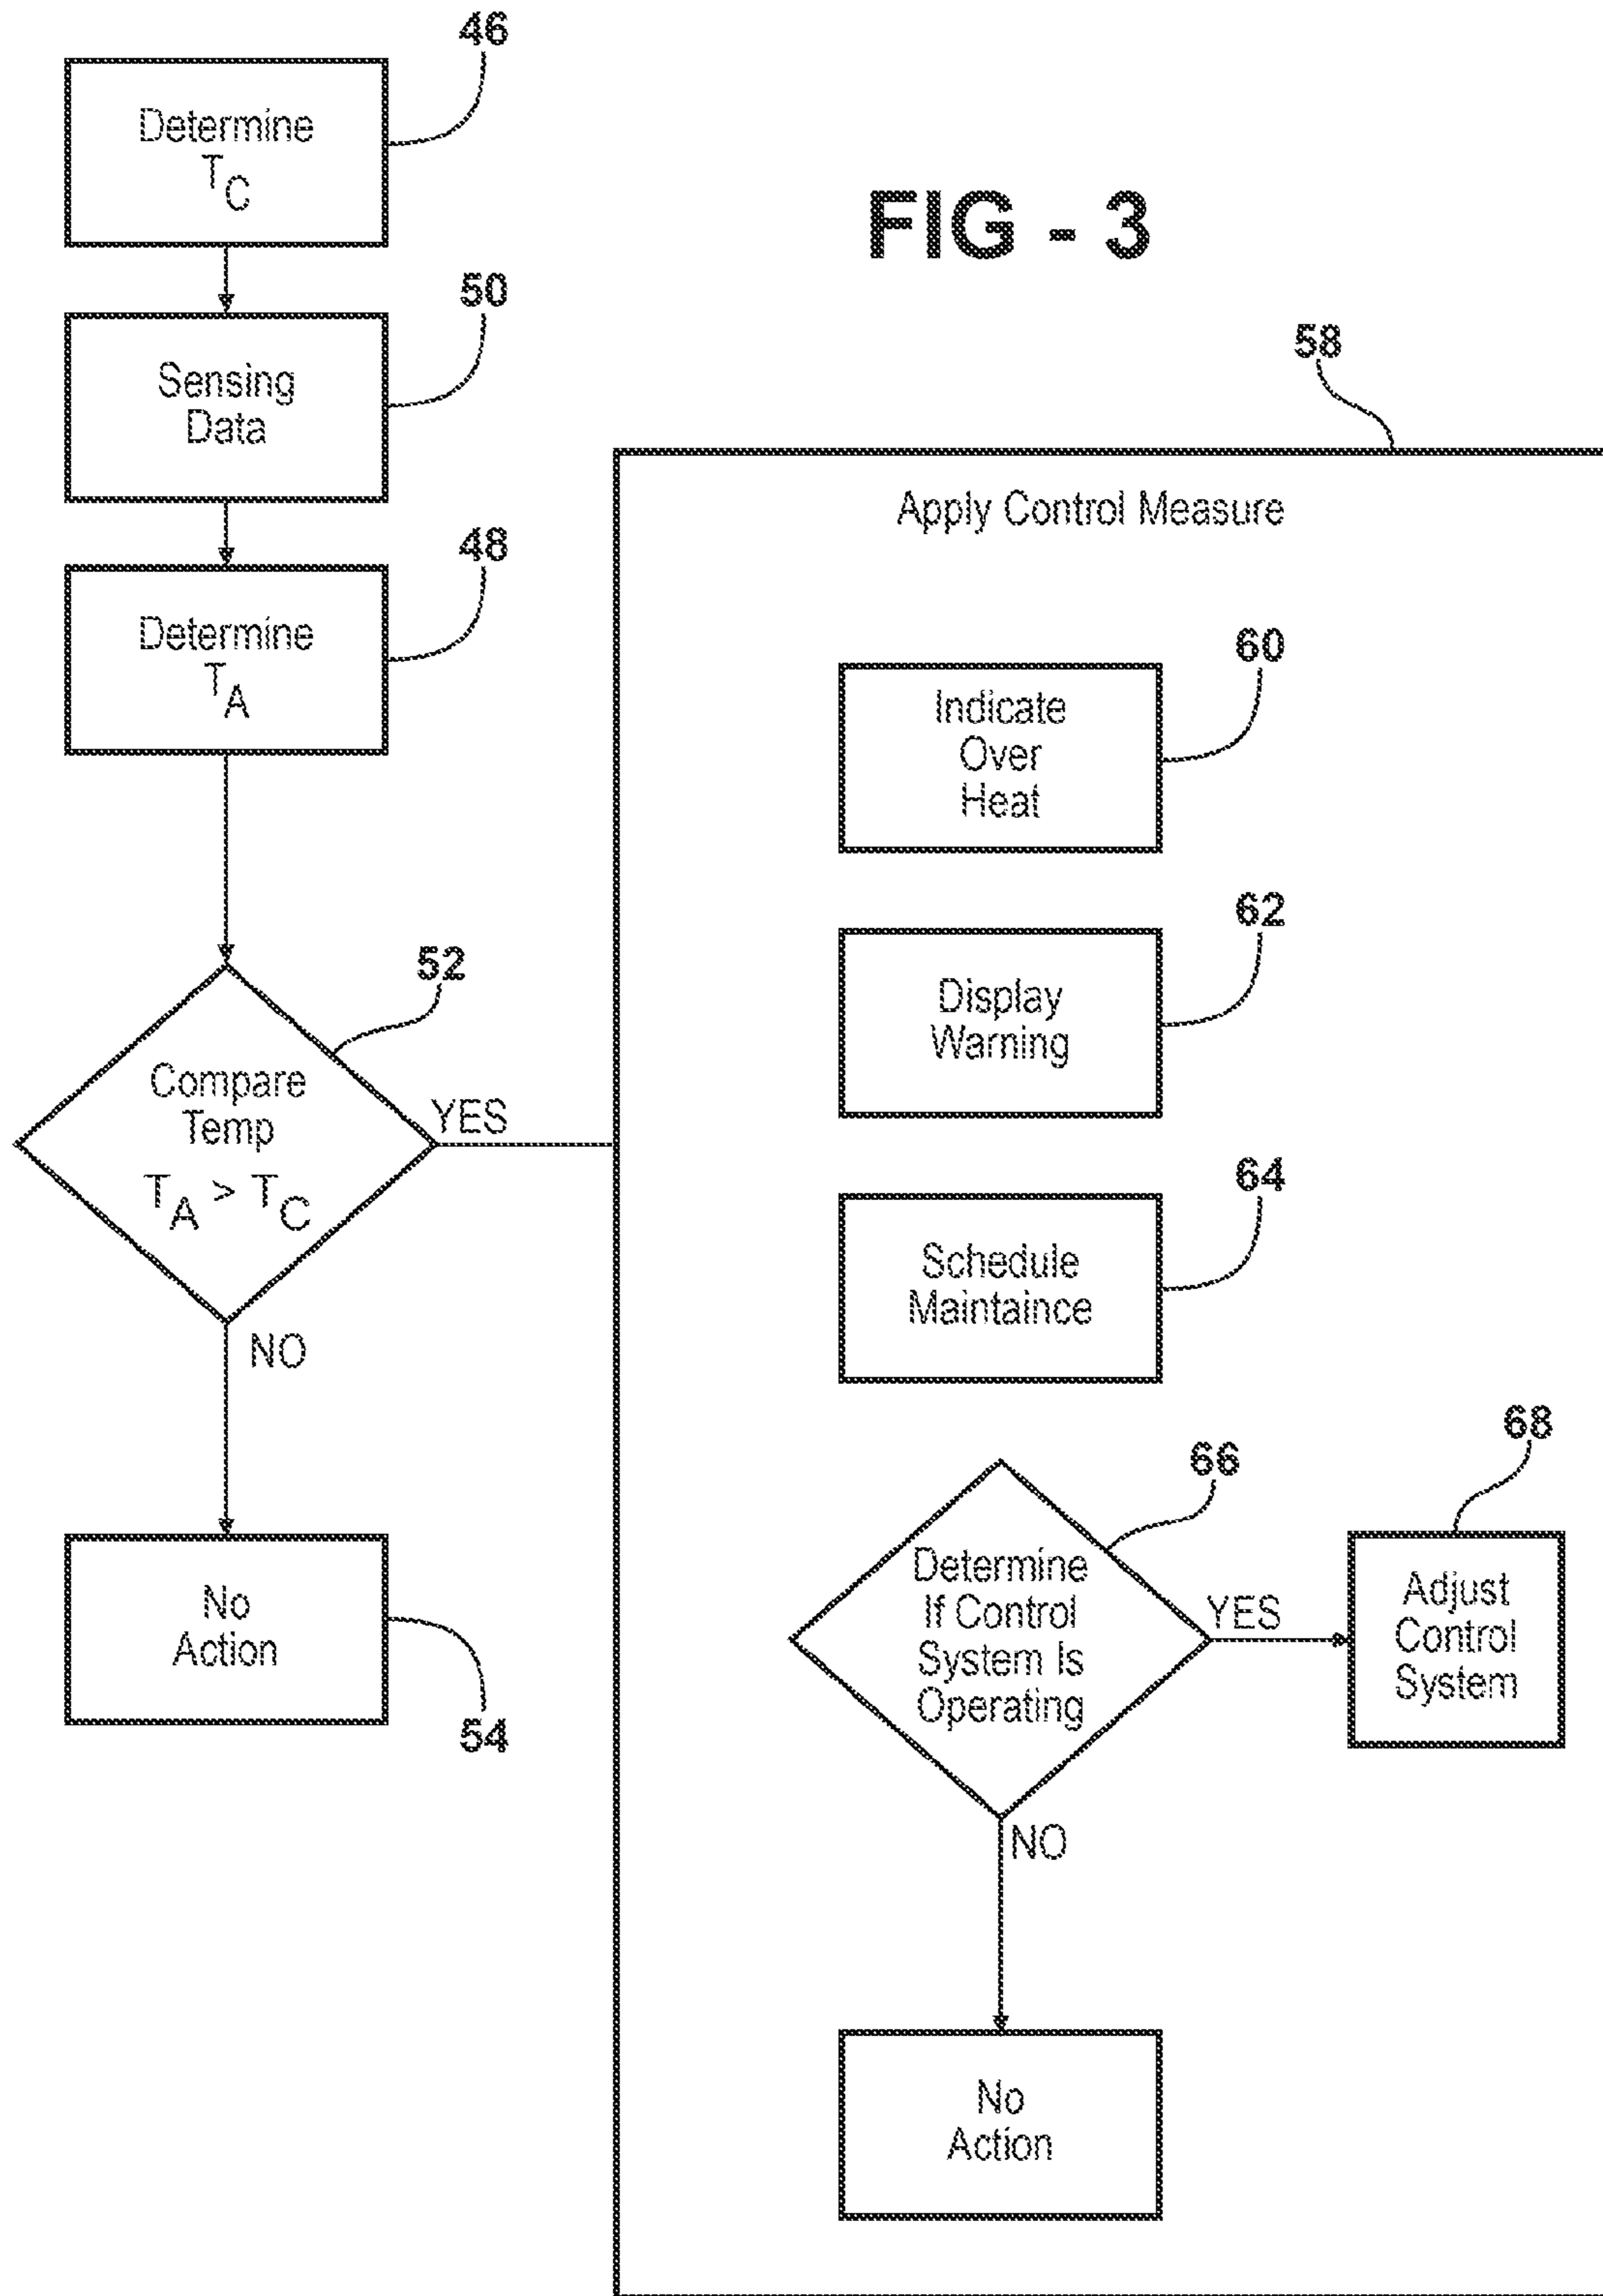 46
Determine
TC
FIG - 3
50
Sensing
Data
58
Apply Control Measure
48
Determine
TA
60
Indicate
Over
Heat
62
Display
Warning
52
Compare
Temp
TA > TC
YES
NO
64
Schedule
Maintaince
68
66
Determine
If Control
System Is
Operating
YES
Adjust
Control
System
No
Action
54
NO
No
Action